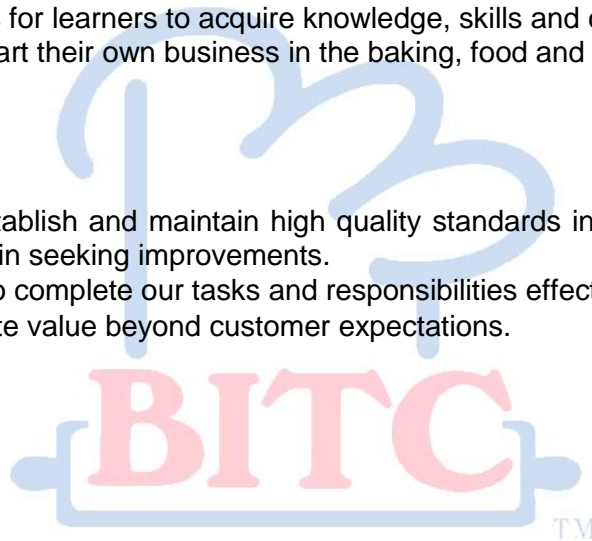 for learners to acquire knowledge, skills and
art their own business in the baking, food and
tablish and maintain high quality standards in
in seeking improvements.
complete our tasks and responsibilities
te value beyond customer expectations.
BITC
TM